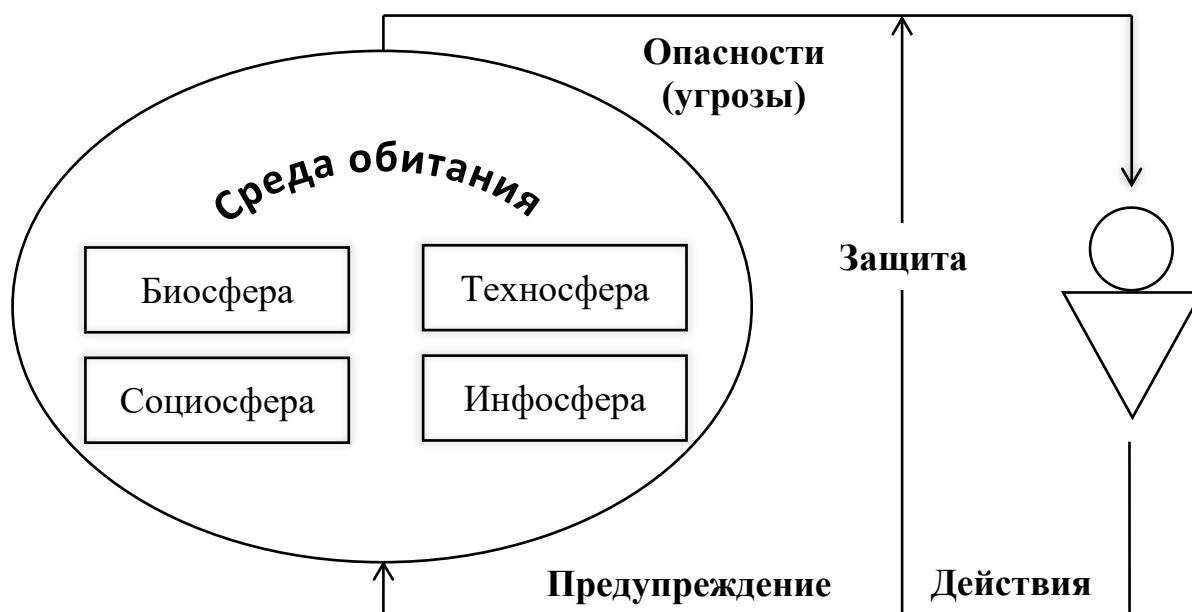 Опасности
(угрозы)
Среда обитания
Биосфера
Техносфера
Защита
Социосфера
Инфосфера
Предупреждение
Действия